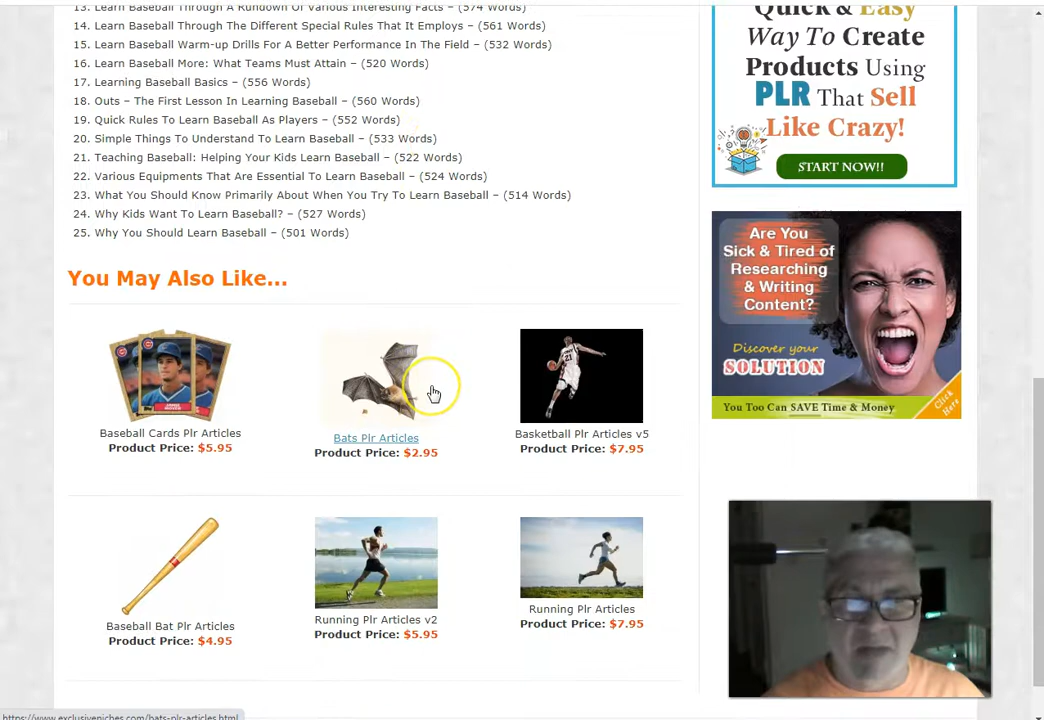 13. Learn Baseball Through A Rundown Of Various Interesting Facts – (574 Words)
14. Learn Baseball Through The Different Special Rules That It Employs – (561 Words)
15. Learn Baseball Warm-up Drills For A Better Performance In The Field – (532 Words)
16. Learn Baseball More: What Teams Must Attain – (520 Words)
17. Learning Baseball Basics – (556 Words)
18. Outs – The First Lesson In Learning Baseball – (560 Words)
19. Quick Rules To Learn Baseball As Players – (552 Words)
20. Simple Things To Understand To Learn Baseball – (533 Words)
21. Teaching Baseball: Helping Your Kids Learn Baseball – (522 Words)
22. Various Equipments That Are Essential To Learn Baseball – (524 Words)
23. What You Should Know Primarily About When You Try To Learn Baseball – (514 Words)
24. Why Kids Want To Learn Baseball? – (527 Words)
25. Why You Should Learn Baseball – (501 Words)
You May Also Like...
Baseball Cards Plr Articles
Product Price: $5.95
Bats Plr Articles
Product Price: $2.95
Basketball Plr Articles v5
Product Price: $7.95
Baseball Bat Plr Articles
Product Price: $4.95
Running Plr Articles v2
Product Price: $5.95
Running Plr Articles
Product Price: $7.95
Quick & Easy
Way To Create
Products Using
PLR That Sell
Like Crazy!
START NOW!!
Are You
Sick & Tired of
Researching
& Writing
Content?
Discover your
SOLUTION
You Too Can SAVE Time & Money
Click
Here
https://www.exclusiveniches.com/bats-plr-articles.html